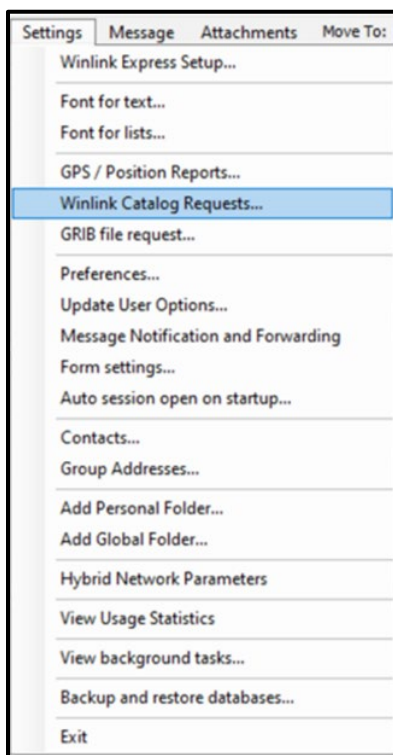 Settings Message Attachments Move To:
Winlink Express Setup...
Font for text...
Font for lists...
GPS / Position Reports...
Winlink Catalog Requests...
GRIB file request...
Preferences...
Update User Options...
Message Notification and Forwarding
Form settings...
Auto session open on startup...
Contacts...
Group Addresses...
Add Personal Folder...
Add Global Folder...
Hybrid Network Parameters
View Usage Statistics
View background tasks...
Backup and restore databases...
Exit